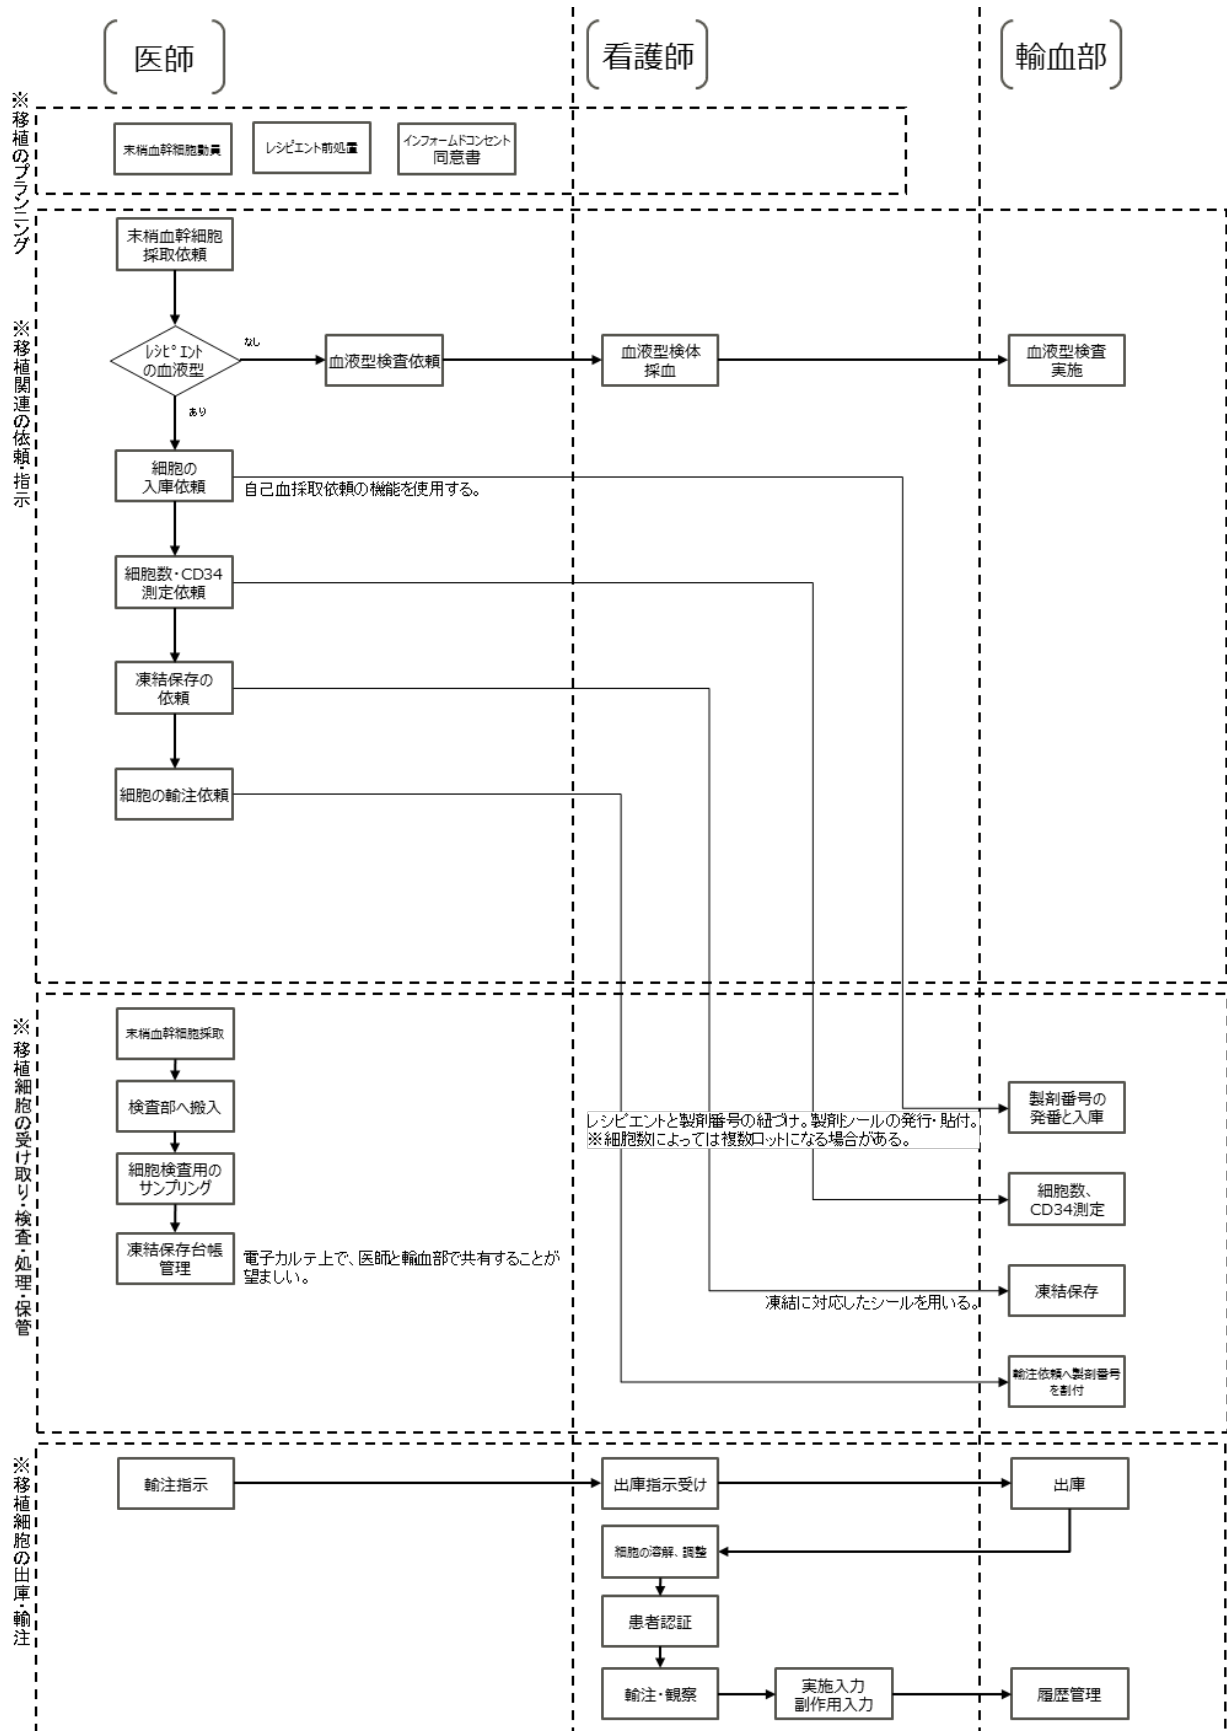 医師
看護師
輸血部
※移植のプランニング
末梢血幹細胞動員
レシピエント前処置
インフォームドコンセント
同意書
※移植関連の依頼・指示
末梢血幹細胞
採取依頼
レシピエント
の血液型
なし
血液型検査依頼
血液型検体
採血
血液型検査
実施
あり
細胞の
入庫依頼
自己血採取依頼の機能を使用する。
細胞数・CD34
測定依頼
凍結保存の
依頼
細胞の輸注依頼
※移植細胞の受け取り・検査・処理・保管
末梢血幹細胞採取
検査部へ搬入
レシピエントと製剤番号の紐づけ。製剤シールの発行・貼付。
※細胞数によっては複数ロットになる場合がある。
製剤番号の
発番と入庫
細胞検査用の
サンプリング
細胞数、
CD34測定
凍結保存台帳
管理
電子カルテ上で、医師と輸血部で共有することが
望ましい。
凍結に対応したシールを用いる。
凍結保存
輸注依頼へ製剤番号
を割付
※移植細胞の出庫・輸注
輸注指示
出庫指示受け
出庫
細胞の溶解、調整
患者認証
輸注・観察
実施入力
副作用入力
履歴管理